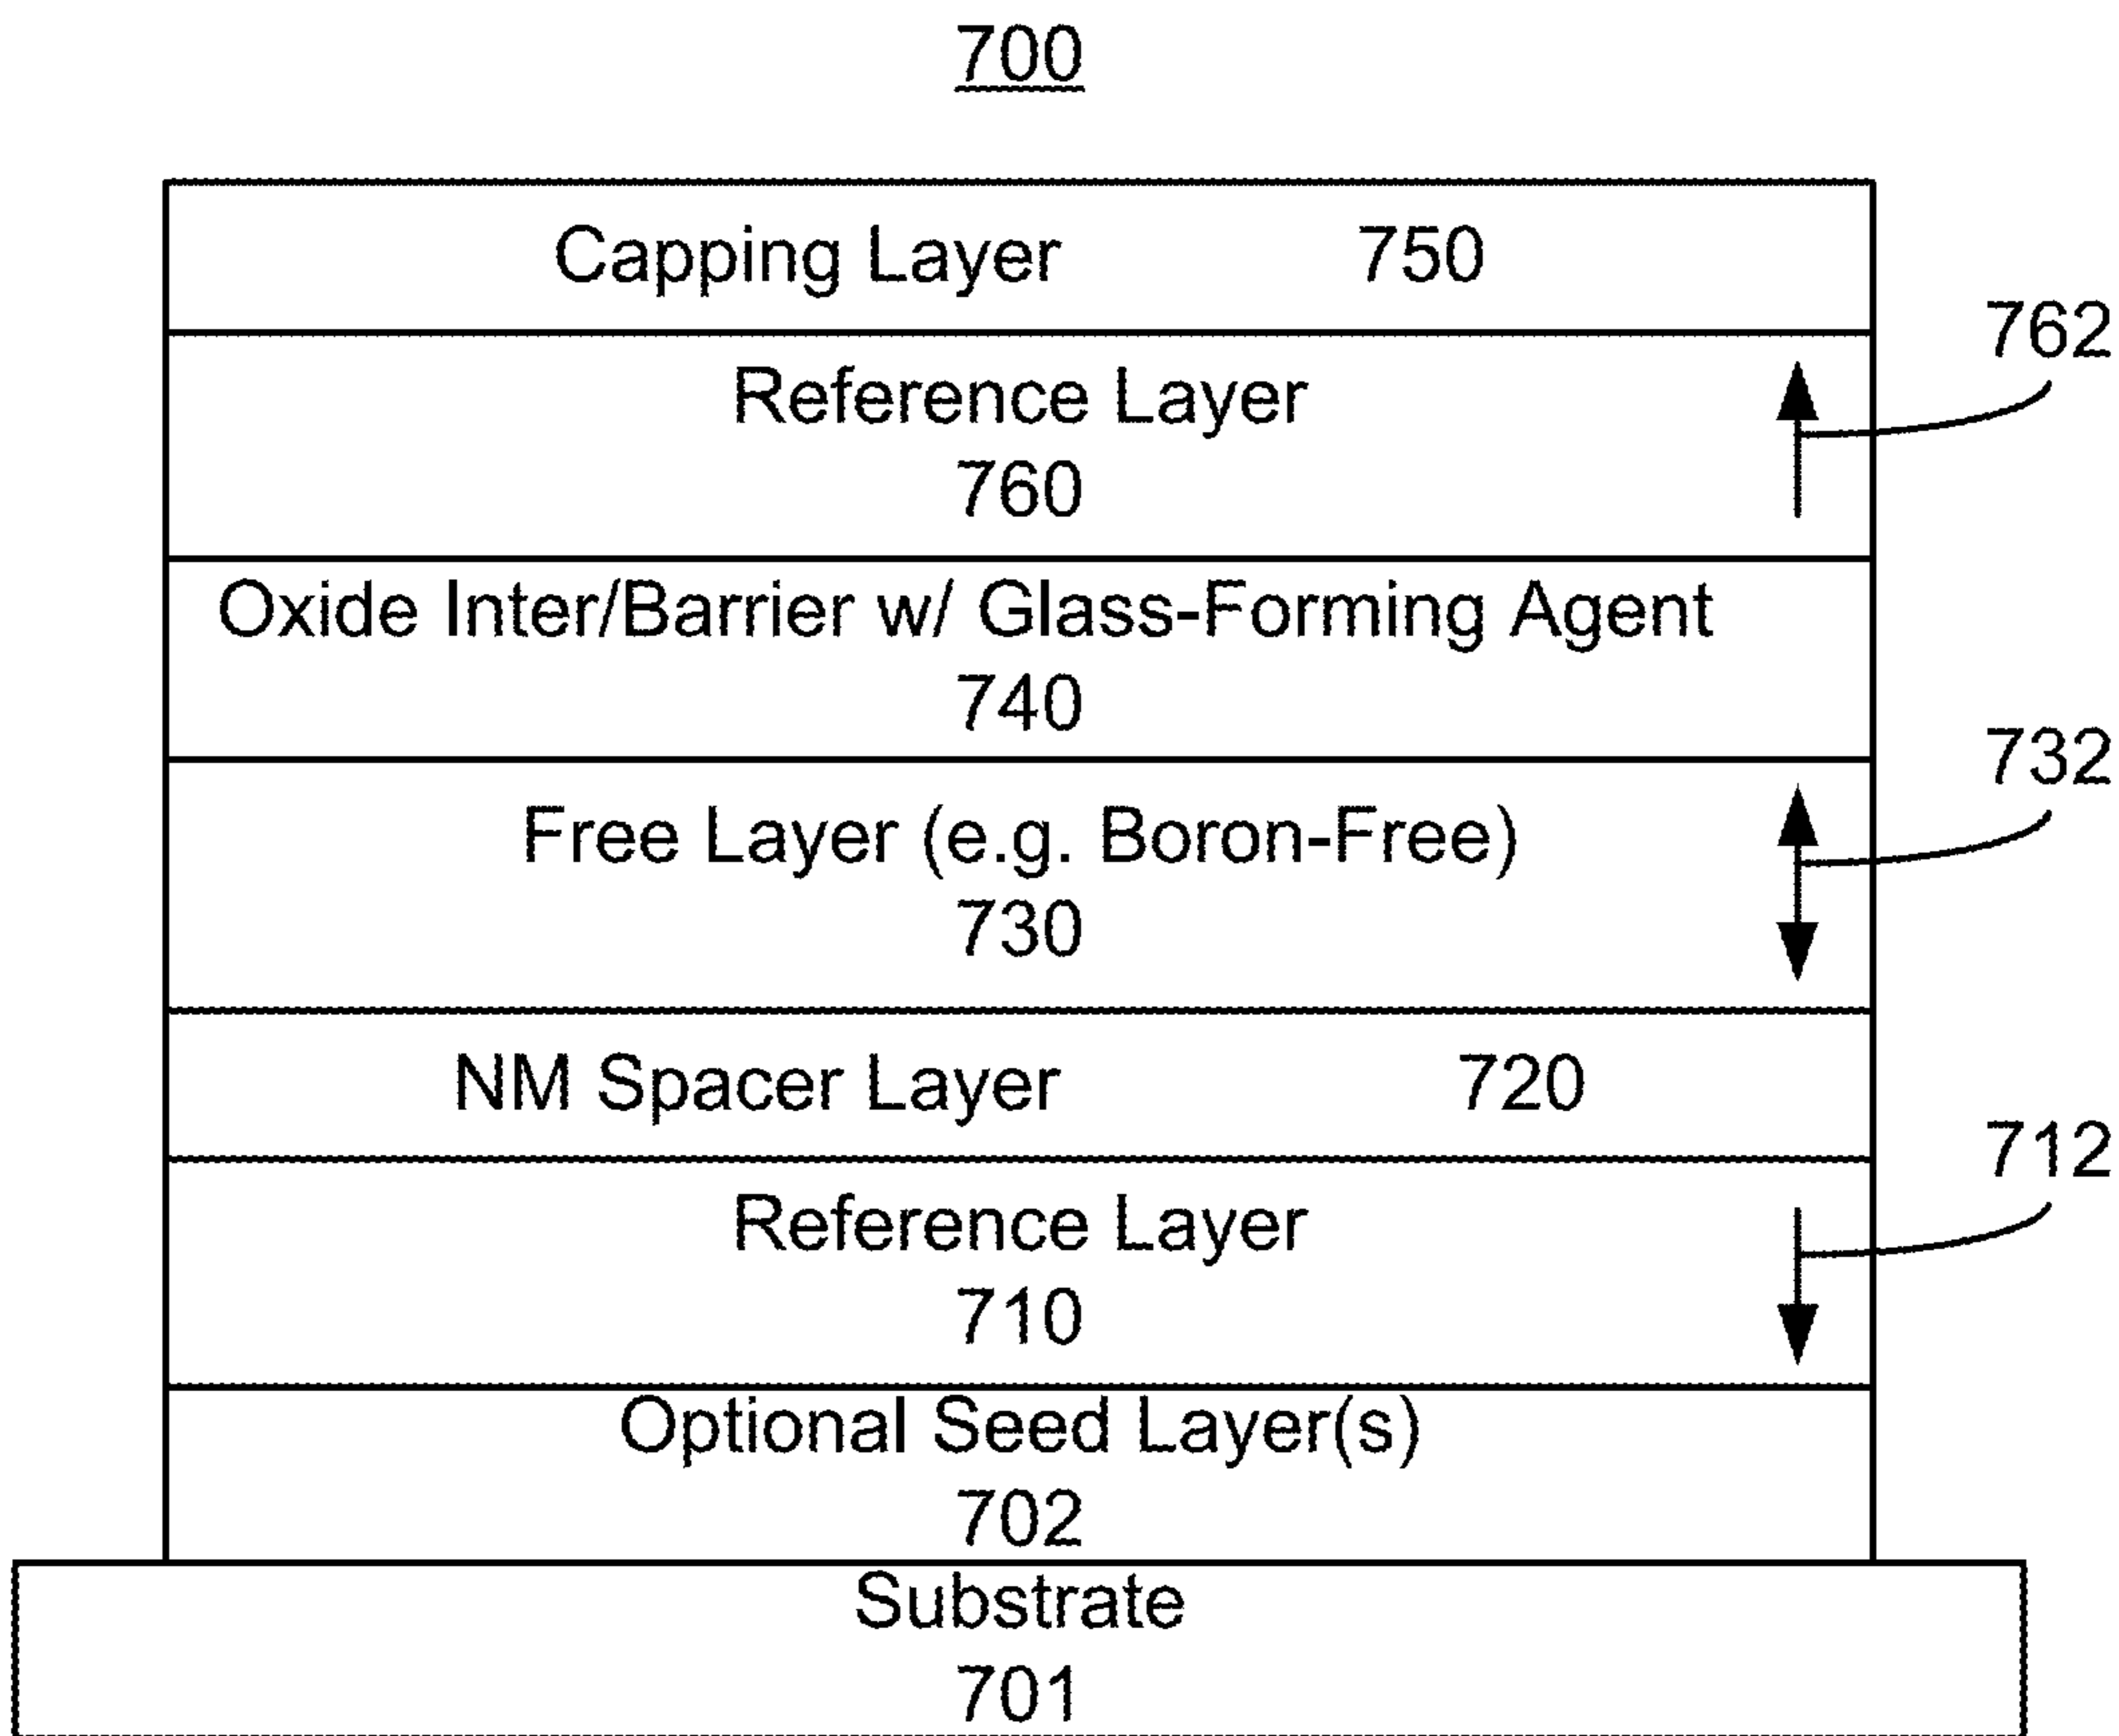 700
Capping Layer 750
762
Reference Layer
760
Oxide Inter/Barrier w/ Glass-Forming Agent
740
732
Free Layer (e.g. Boron-Free)
730
NM Spacer Layer 720
712
Reference Layer
710
Optional Seed Layer(s)
702
Substrate
701